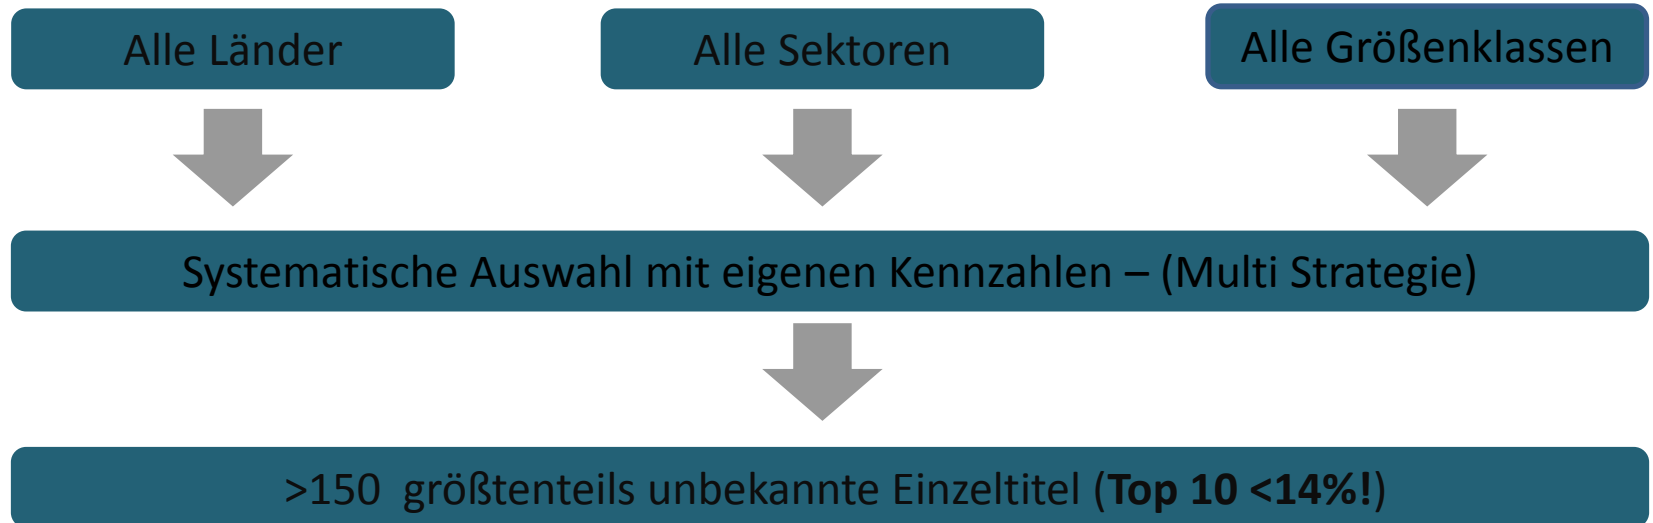 Alle Länder
Alle Sektoren
Alle Größenklassen
Systematische Auswahl mit eigenen Kennzahlen – (Multi Strategie)
>150 größtenteils unbekannte Einzeltitel (Top 10 <14%!)